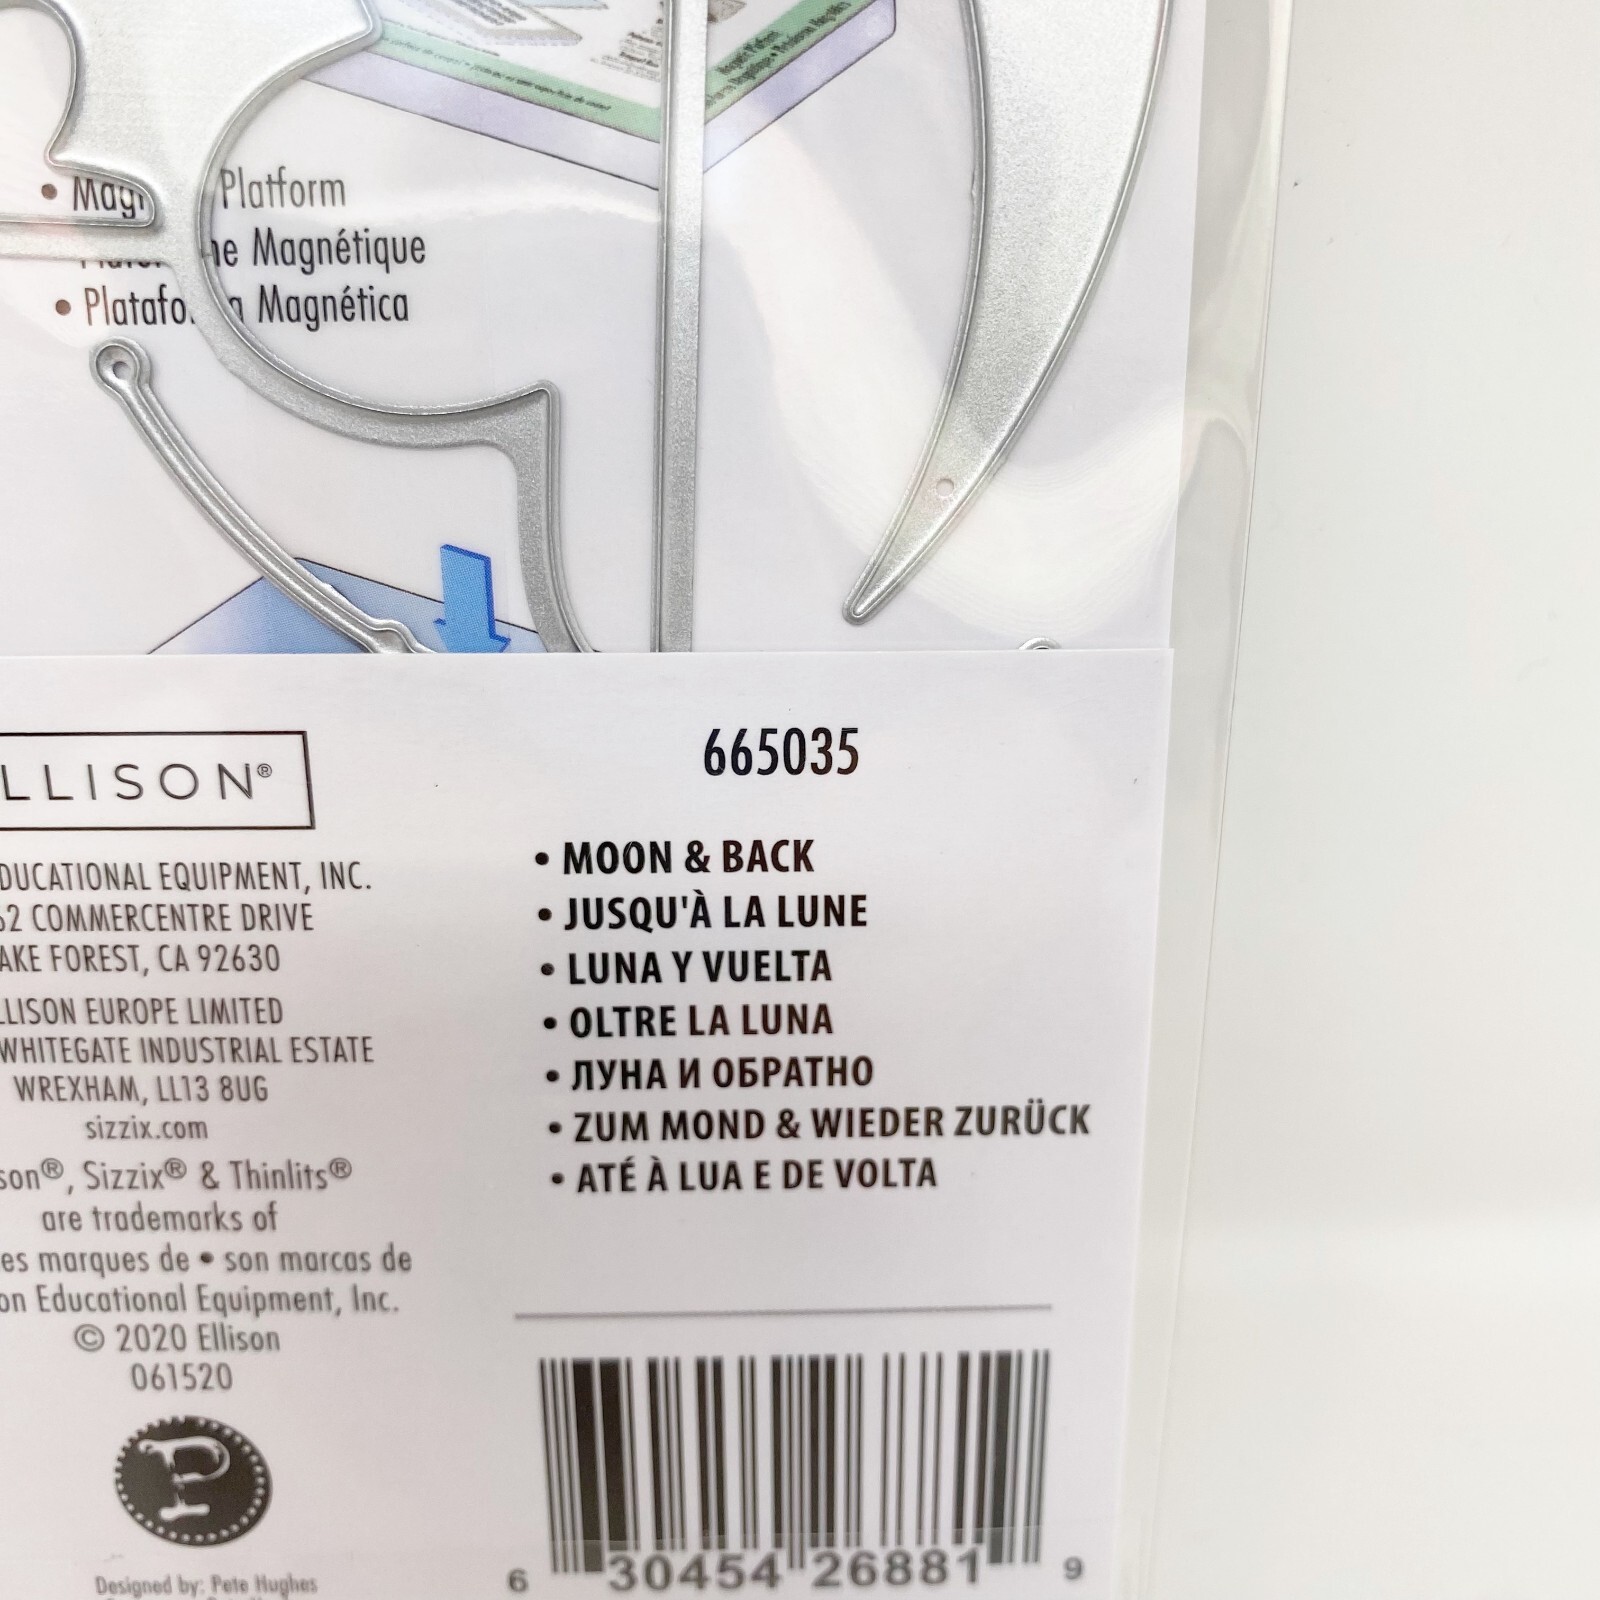 Platform
Magnétique
Magnética
LLISON®
665035
• MOON & BACK
• JUSQU'À LA LUNE
• LUNA Y VUELTA
• OLTRE LA LUNA
• ЛУНА И ОБРАТНО
• ZUM MOND & WIEDER ZURÜCK
• ATÉ À LUA E DE VOLTA
DUCATIONAL EQUIPMENT, INC.
62 COMMERCENTRE DRIVE
AKE FOREST, CA 92630
LLISON EUROPE LIMITED
WHITEGATE INDUSTRIAL ESTATE
WREXHAM, LL13 8UG
sizzix.com
son®, Sizzix® & Thinlits®
are trademarks of
es marques de • son marcas de
on Educational Equipment, Inc.
© 2020 Ellison
061520
P
Designed by: Pete Hughes
6 30454 26881 9